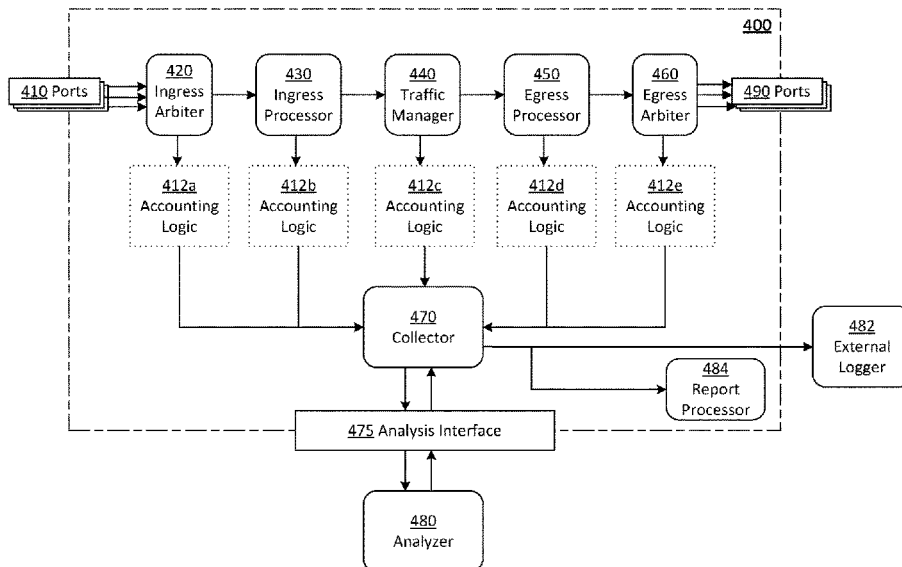 400
410 Ports
420
Ingress
Arbiter
430
Ingress
Processor
440
Traffic
Manager
450
Egress
Processor
460
Egress
Arbiter
490 Ports
412a
Accounting
Logic
412b
Accounting
Logic
412c
Accounting
Logic
412d
Accounting
Logic
412e
Accounting
Logic
470
Collector
482
External
Logger
484
Report
Processor
475 Analysis Interface
480
Analyzer